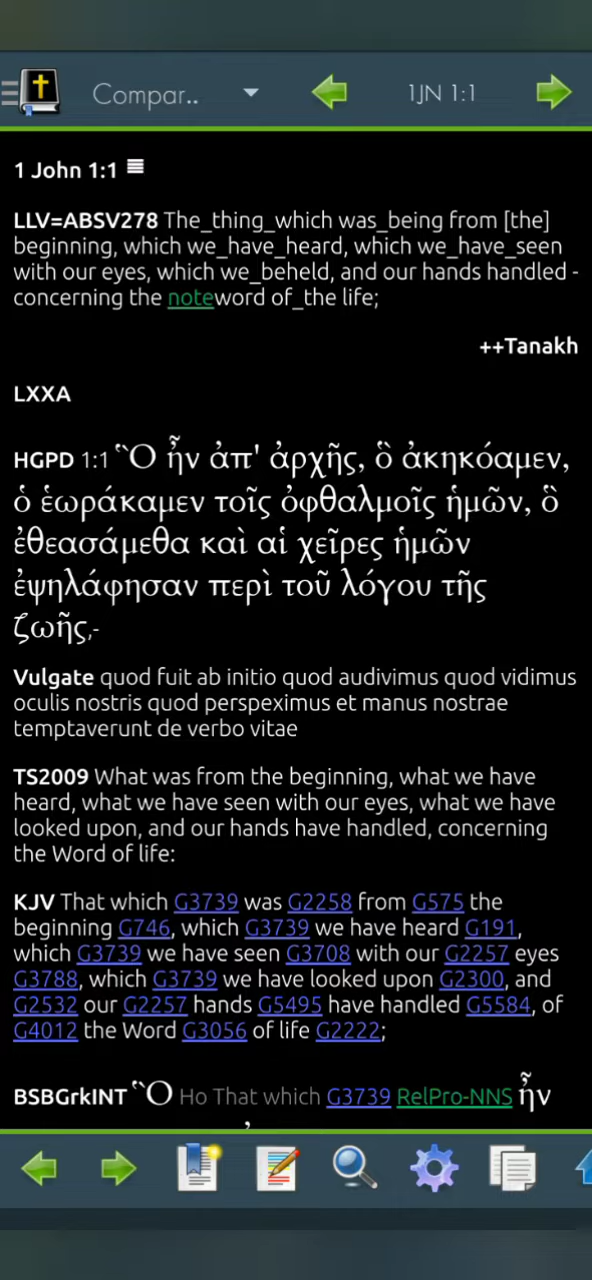 Compar..
1JN 1:1
1 John 1:1
LLV=ABSV278 The_thing_which was_being from [the]
beginning, which we_have_heard, which we_have_seen
with our eyes, which we_beheld, and our hands handled -
concerning the noteword of_the life;
++Tanakh
LXXA
HGPD 1:1 Ὃ ἦν ἀπ' ἀρχῆς, ὃ ἀκηκόαμεν,
ὁ ἑωράκαμεν τοῖς ὀφθαλμοῖς ἡμῶν, ὃ
ἐθεασάμεθα καὶ αἱ χεῖρες ἡμῶν
ἐψηλάφησαν περὶ τοῦ λόγου τῆς
ζωῆς,-
Vulgate quod fuit ab initio quod audivimus quod vidimus
oculis nostris quod perspeximus et manus nostrae
temptaverunt de verbo vitae
TS2009 What was from the beginning, what we have
heard, what we have seen with our eyes, what we have
looked upon, and our hands have handled, concerning
the Word of life:
KJV That which G3739 was G2258 from G575 the
beginning G746, which G3739 we have heard G191,
which G3739 we have seen G3708 with our G2257 eyes
G3788, which G3739 we have looked upon G2300, and
G2532 our G2257 hands G5495 have handled G5584, of
G4012 the Word G3056 of life G2222;
BSBGrkINT Ὃ Ho That which G3739 RelPro-NNS ἦν